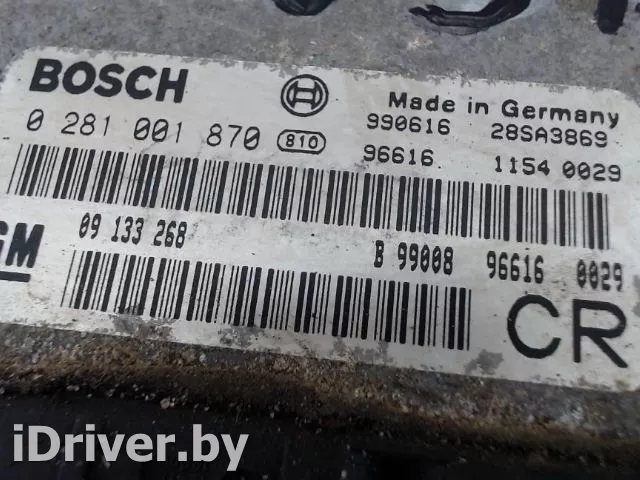 BOSCH
Made in Germany
0 281 001 870 810 990616 28SA3869
96616 1154 0029
GM 09 133 268 B 99008 96616 0029
CR
iDriver.by